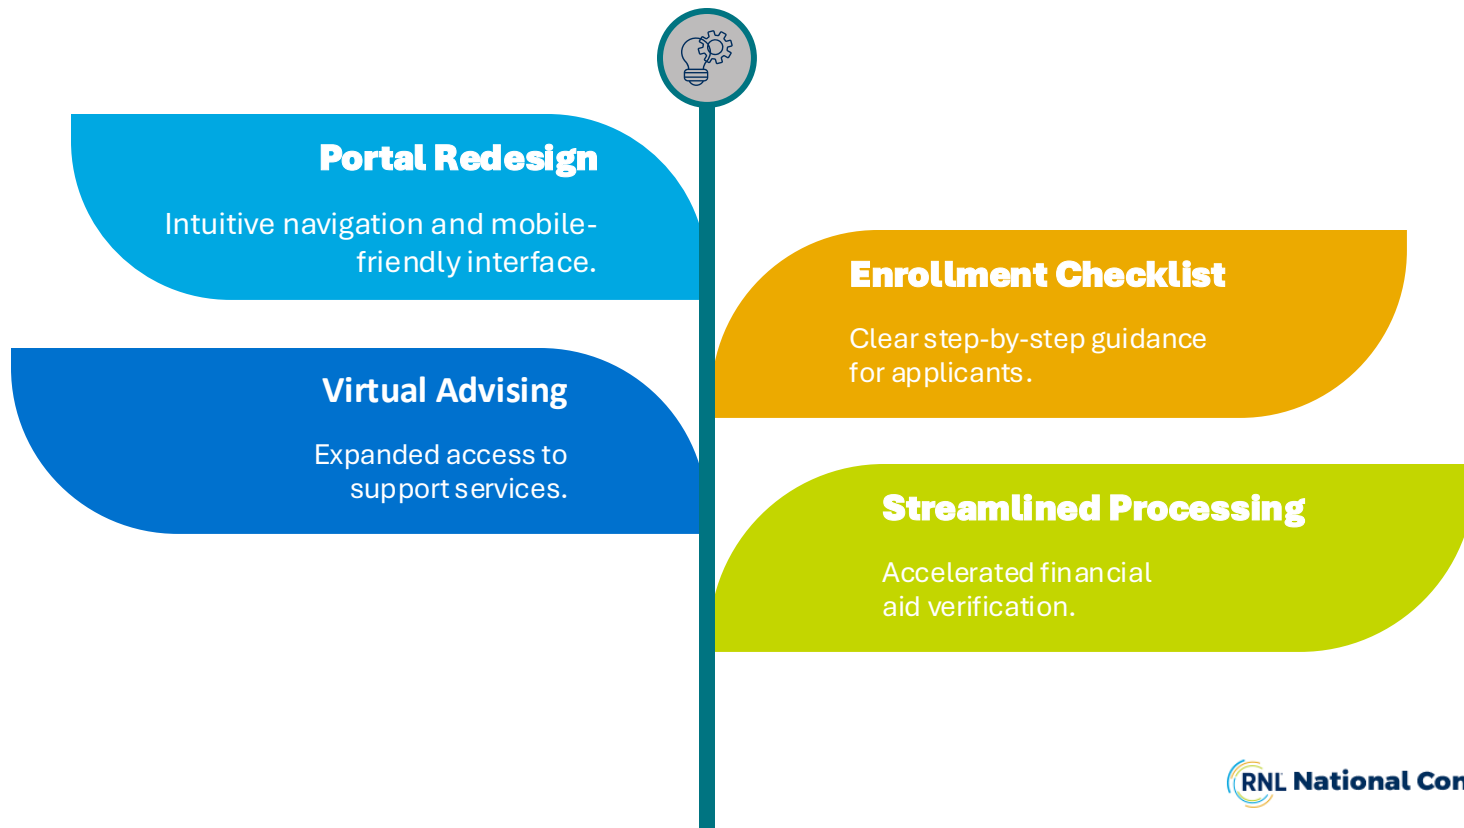 Portal Redesign
Intuitive navigation and mobile-
friendly interface.
Enrollment Checklist
Clear step-by-step guidance
for applicants.
Virtual Advising
Expanded access to
support services.
Streamlined Processing
Accelerated financial
aid verification.
RNL National Con